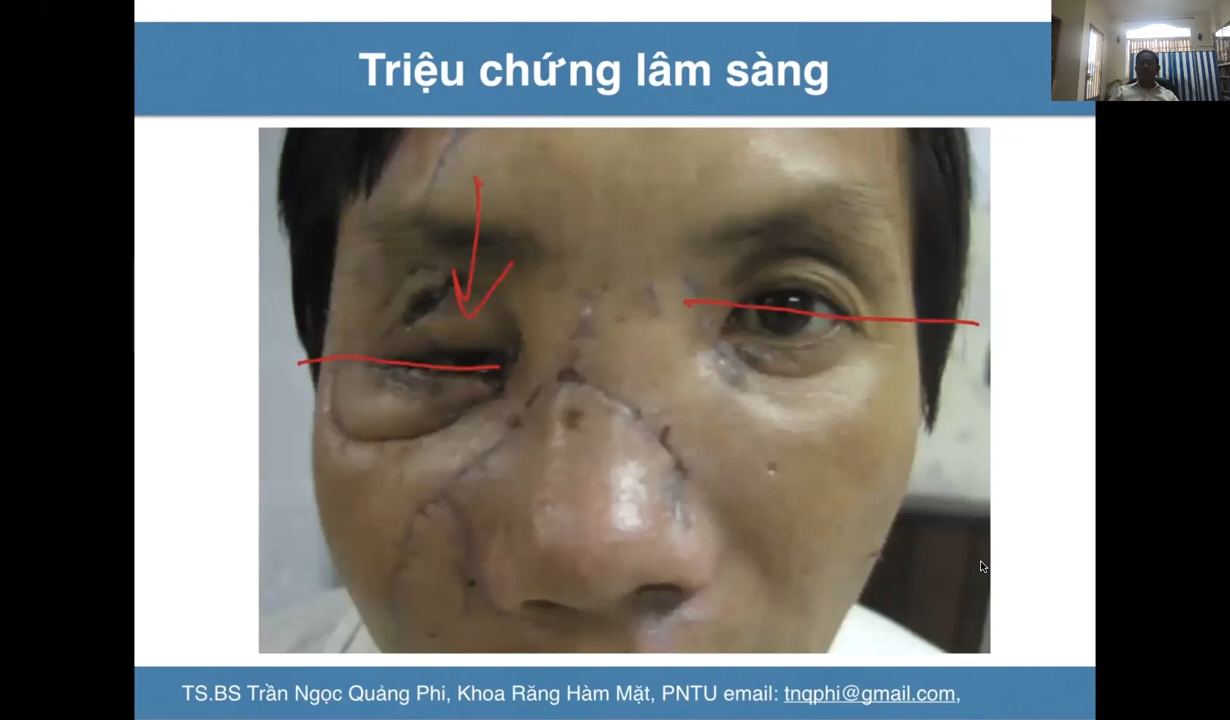 Triệu chứng lâm sàng
TS.BS Trần Ngọc Quảng Phi, Khoa Răng Hàm Mặt, PNTU email: tnqphi@gmail.com,